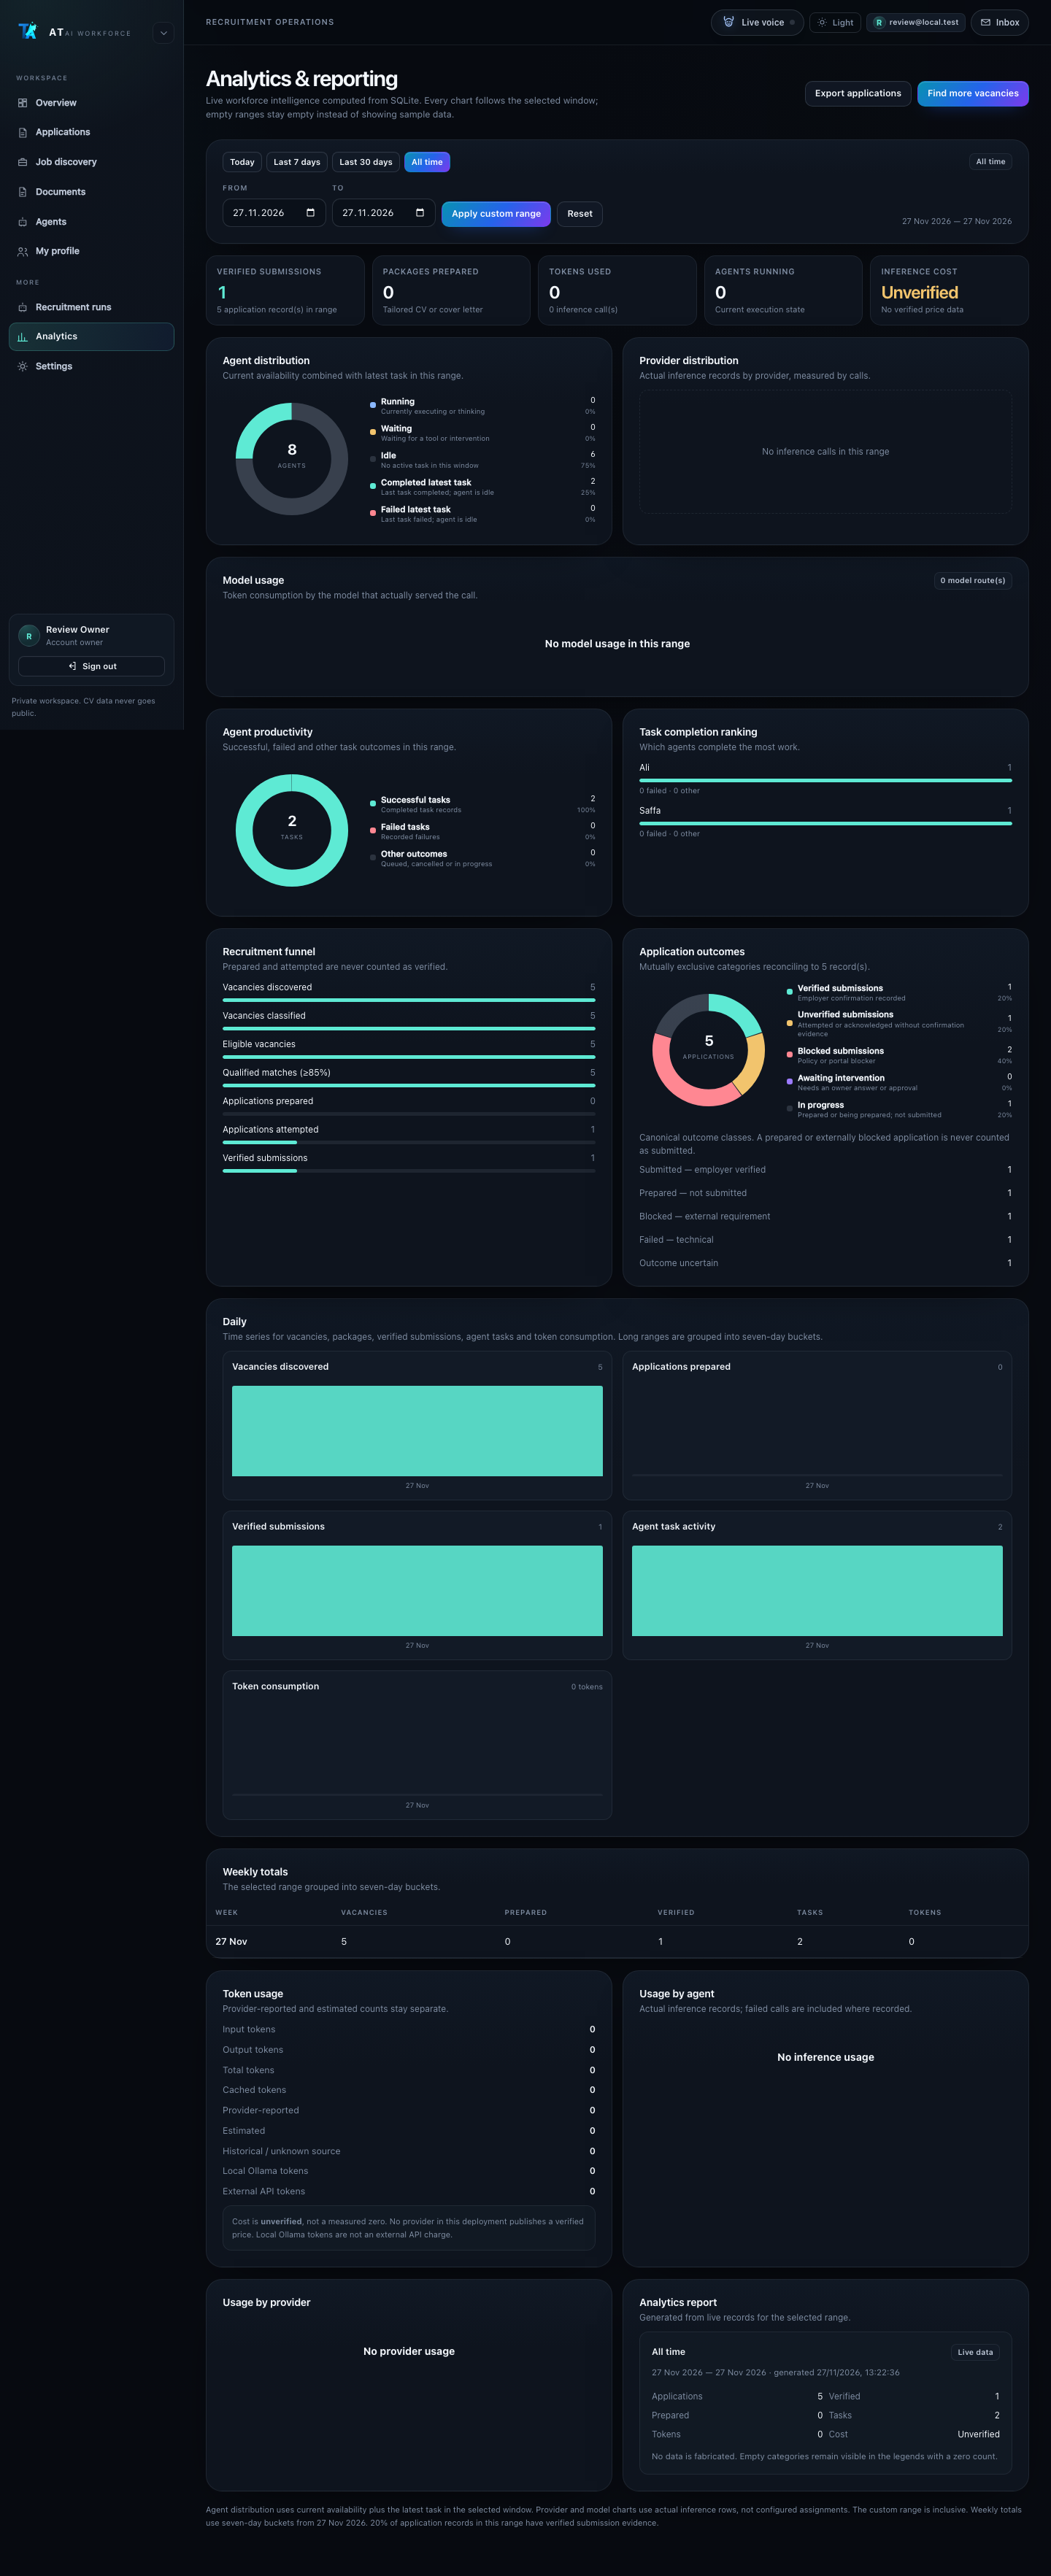 ATAI WORKFORCE
WORKSPACE
Overview
Applications
Job discovery
Documents
Agents
My profile
MORE
Recruitment runs
Analytics
Settings
R
Review Owner
Account owner
Sign out
Private workspace. CV data never goes
public.
RECRUITMENT OPERATIONS
Live voice
Light
R review@local.test
Inbox
Analytics & reporting
Live workforce intelligence computed from SQLite. Every chart follows the selected window;
empty ranges stay empty instead of showing sample data.
Export applications
Find more vacancies
Today
Last 7 days
Last 30 days
All time
All time
FROM
TO
27.11.2026
27.11.2026
Apply custom range
Reset
27 Nov 2026 — 27 Nov 2026
VERIFIED SUBMISSIONS
1
5 application record(s) in range
PACKAGES PREPARED
0
Tailored CV or cover letter
TOKENS USED
0
0 inference call(s)
AGENTS RUNNING
0
Current execution state
INFERENCE COST
Unverified
No verified price data
Agent distribution
Current availability combined with latest task in this range.
8
AGENTS
Running 0
Currently executing or thinking 0%
Waiting 0
Waiting for a tool or intervention 0%
Idle 6
No active task in this window 75%
Completed latest task 2
Last task completed; agent is idle 25%
Failed latest task 0
Last task failed; agent is idle 0%
Provider distribution
Actual inference records by provider, measured by calls.
No inference calls in this range
Model usage
Token consumption by the model that actually served the call.
0 model route(s)
No model usage in this range
Agent productivity
Successful, failed and other task outcomes in this range.
2
TASKS
Successful tasks 2
Completed task records 100%
Failed tasks 0
Recorded failures 0%
Other outcomes 0
Queued, cancelled or in progress 0%
Task completion ranking
Which agents complete the most work.
Ali 1
0 failed · 0 other
Saffa 1
0 failed · 0 other
Recruitment funnel
Prepared and attempted are never counted as verified.
Vacancies discovered 5
Vacancies classified 5
Eligible vacancies 5
Qualified matches (≥85%) 5
Applications prepared 0
Applications attempted 1
Verified submissions 1
Application outcomes
Mutually exclusive categories reconciling to 5 record(s).
5
APPLICATIONS
Verified submissions 1
Employer confirmation recorded 20%
Unverified submissions 1
Attempted or acknowledged without confirmation
evidence 20%
Blocked submissions 2
Policy or portal blocker 40%
Awaiting intervention 0
Needs an owner answer or approval 0%
In progress 1
Prepared or being prepared; not submitted 20%
Canonical outcome classes. A prepared or externally blocked application is never counted
as submitted.
Submitted — employer verified 1
Prepared — not submitted 1
Blocked — external requirement 1
Failed — technical 1
Outcome uncertain 1
Daily
Time series for vacancies, packages, verified submissions, agent tasks and token consumption. Long ranges are grouped into seven-day buckets.
Vacancies discovered 5
27 Nov
Applications prepared 0
27 Nov
Verified submissions 1
27 Nov
Agent task activity 2
27 Nov
Token consumption 0 tokens
27 Nov
Weekly totals
The selected range grouped into seven-day buckets.
WEEK VACANCIES PREPARED VERIFIED TASKS TOKENS
27 Nov 5 0 1 2 0
Token usage
Provider-reported and estimated counts stay separate.
Input tokens 0
Output tokens 0
Total tokens 0
Cached tokens 0
Provider-reported 0
Estimated 0
Historical / unknown source 0
Local Ollama tokens 0
External API tokens 0
Cost is unverified, not a measured zero. No provider in this deployment publishes a verified
price. Local Ollama tokens are not an external API charge.
Usage by agent
Actual inference records; failed calls are included where recorded.
No inference usage
Usage by provider
No provider usage
Analytics report
Generated from live records for the selected range.
All time
Live data
27 Nov 2026 — 27 Nov 2026 · generated 27/11/2026, 13:22:36
Applications 5 Verified 1
Prepared 0 Tasks 2
Tokens 0 Cost Unverified
No data is fabricated. Empty categories remain visible in the legends with a zero count.
Agent distribution uses current availability plus the latest task in the selected window. Provider and model charts use actual inference rows, not configured assignments. The custom range is inclusive. Weekly totals
use seven-day buckets from 27 Nov 2026. 20% of application records in this range have verified submission evidence.